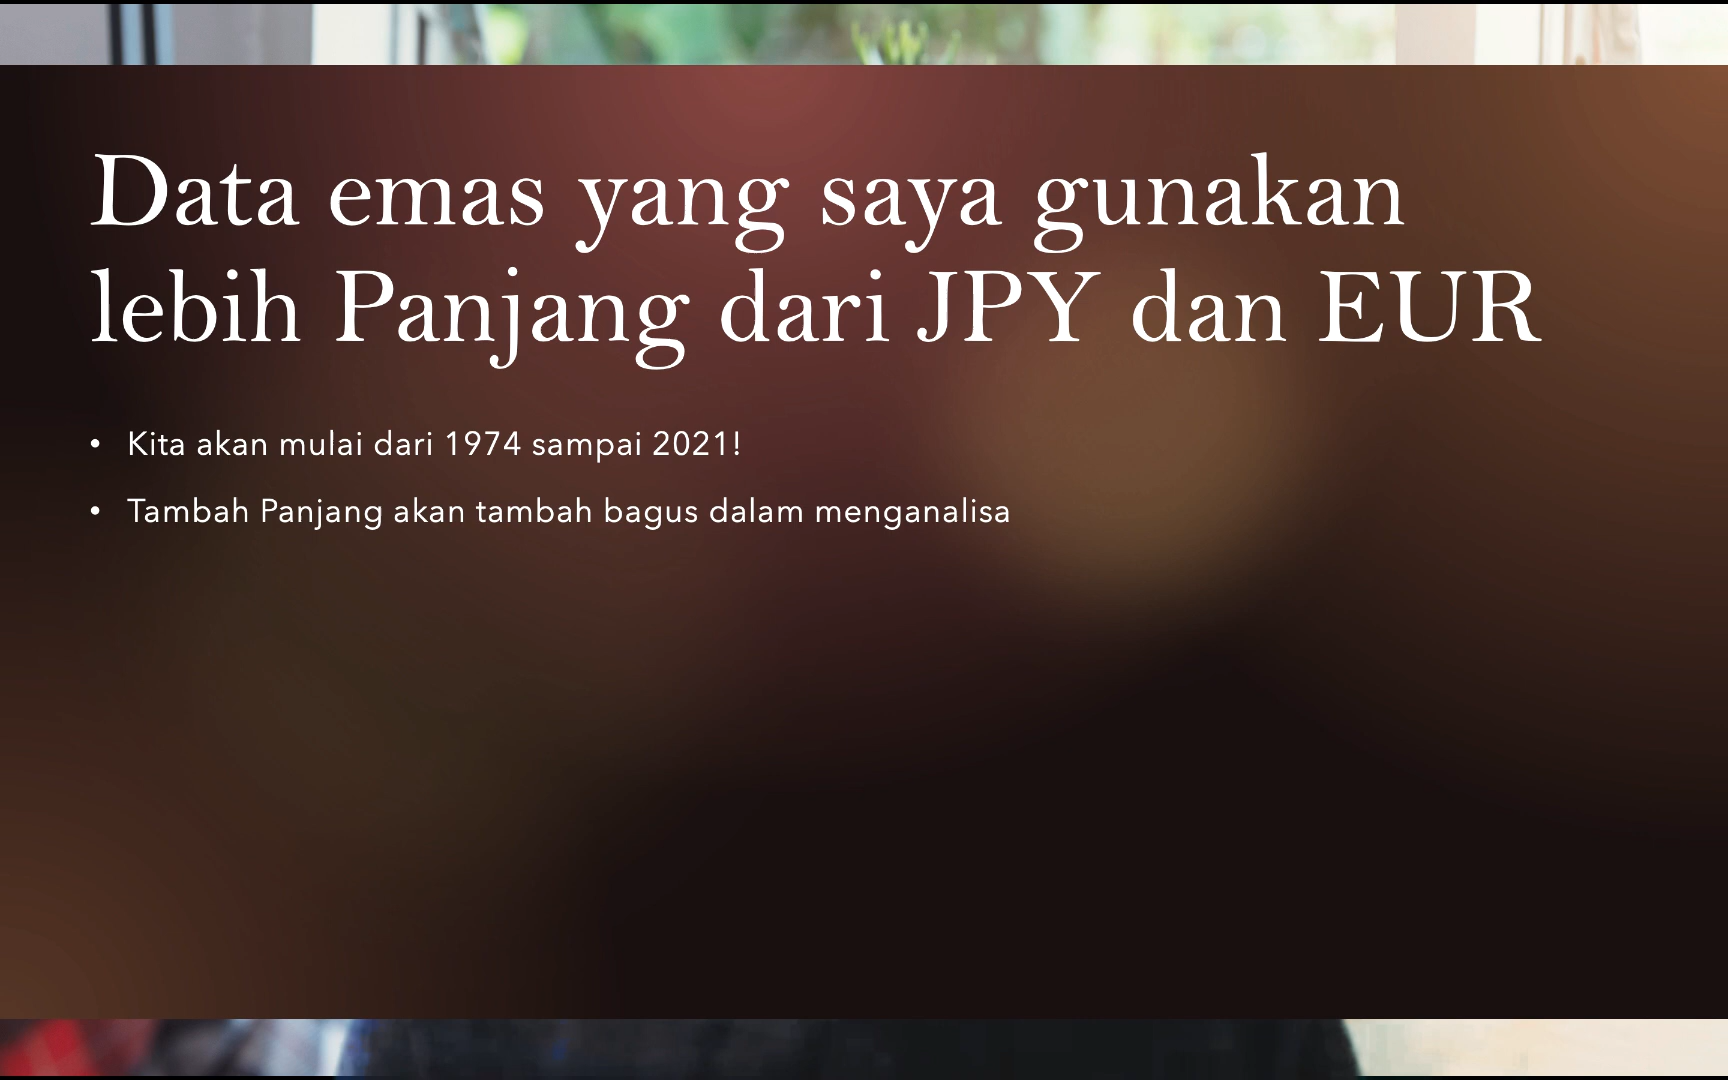 Data emas yang saya gunakan
lebih Panjang dari JPY dan EUR
• Kita akan mulai dari 1974 sampai 2021!
• Tambah Panjang akan tambah bagus dalam menganalisa